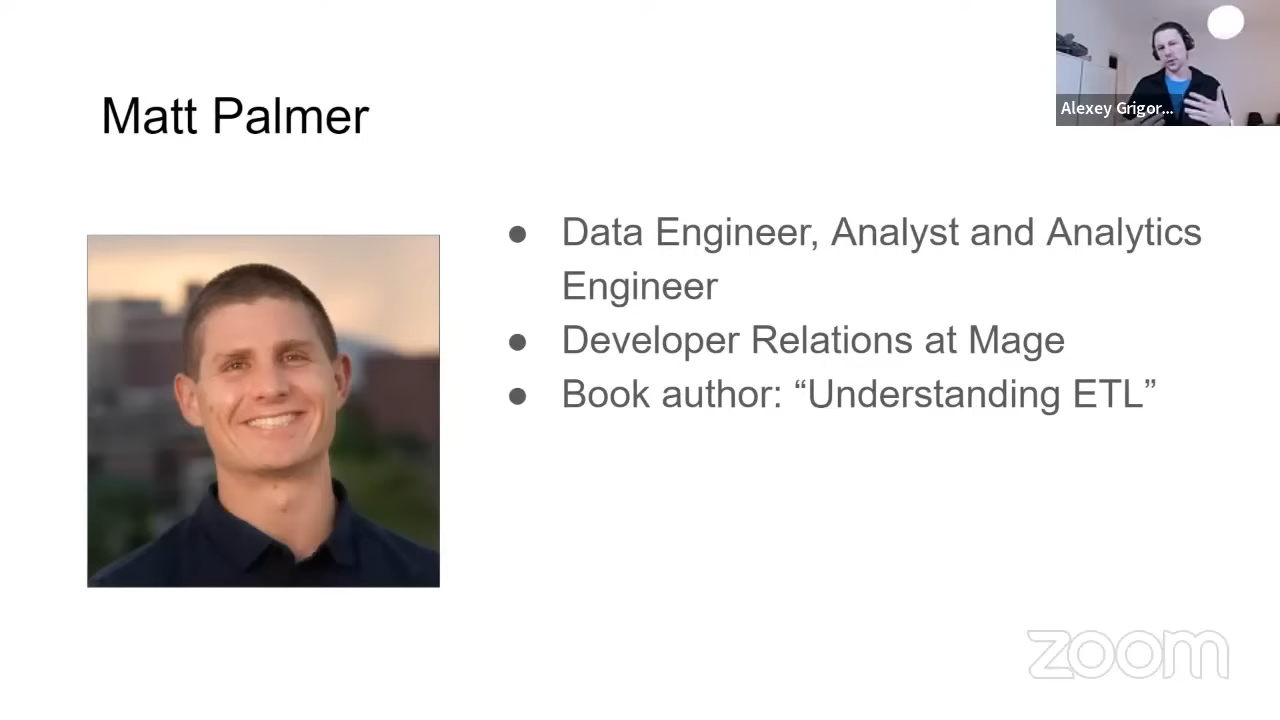 Matt Palmer
Alexey Grigor...
● Data Engineer, Analyst and Analytics
Engineer
● Developer Relations at Mage
● Book author: “Understanding ETL”
zoom